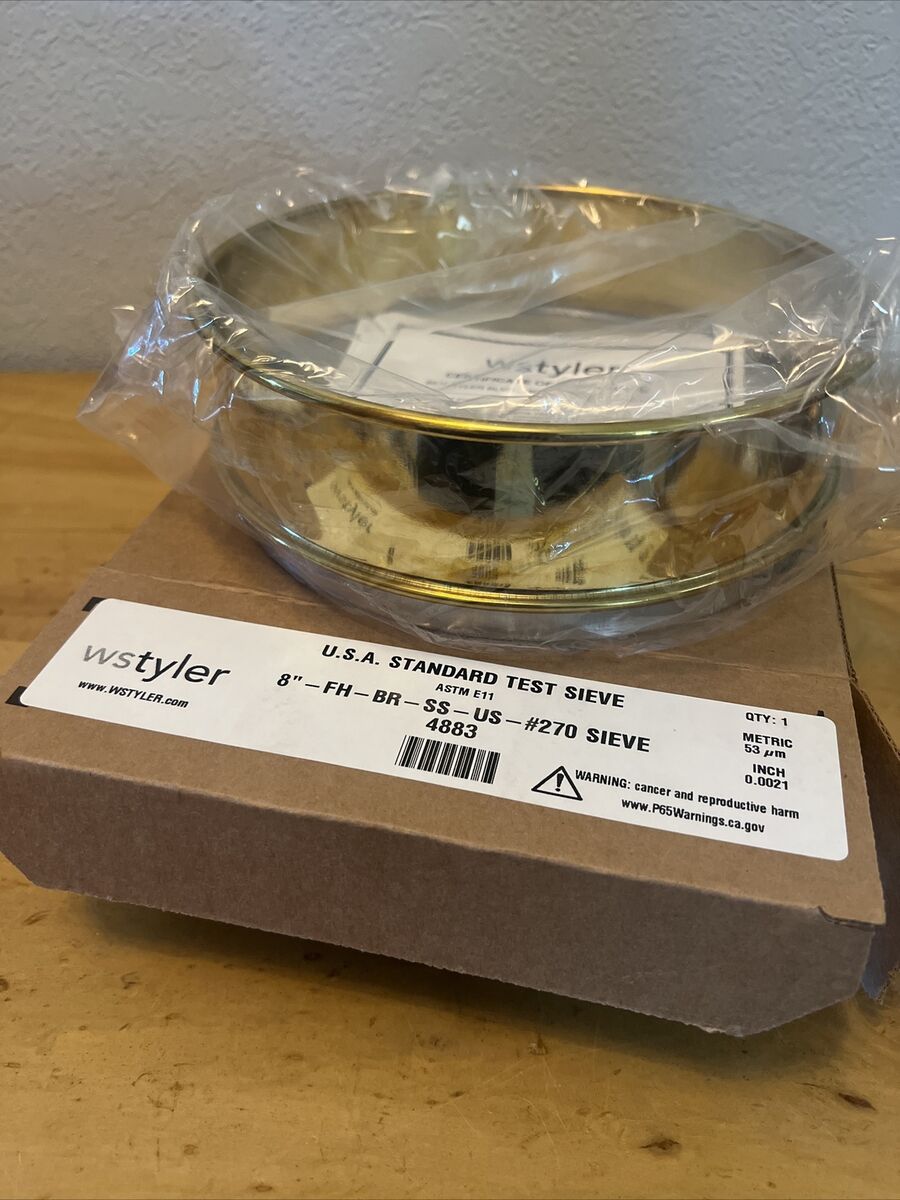 wstyler
wstyler
www.WSTYLER.com
U.S.A. STANDARD TEST SIEVE
ASTM E11
8"–FH–BR–SS–US–#270 SIEVE
4883
QTY: 1
METRIC
53 µm
INCH
0.0021
WARNING: cancer and reproductive harm
www.P65Warnings.ca.gov